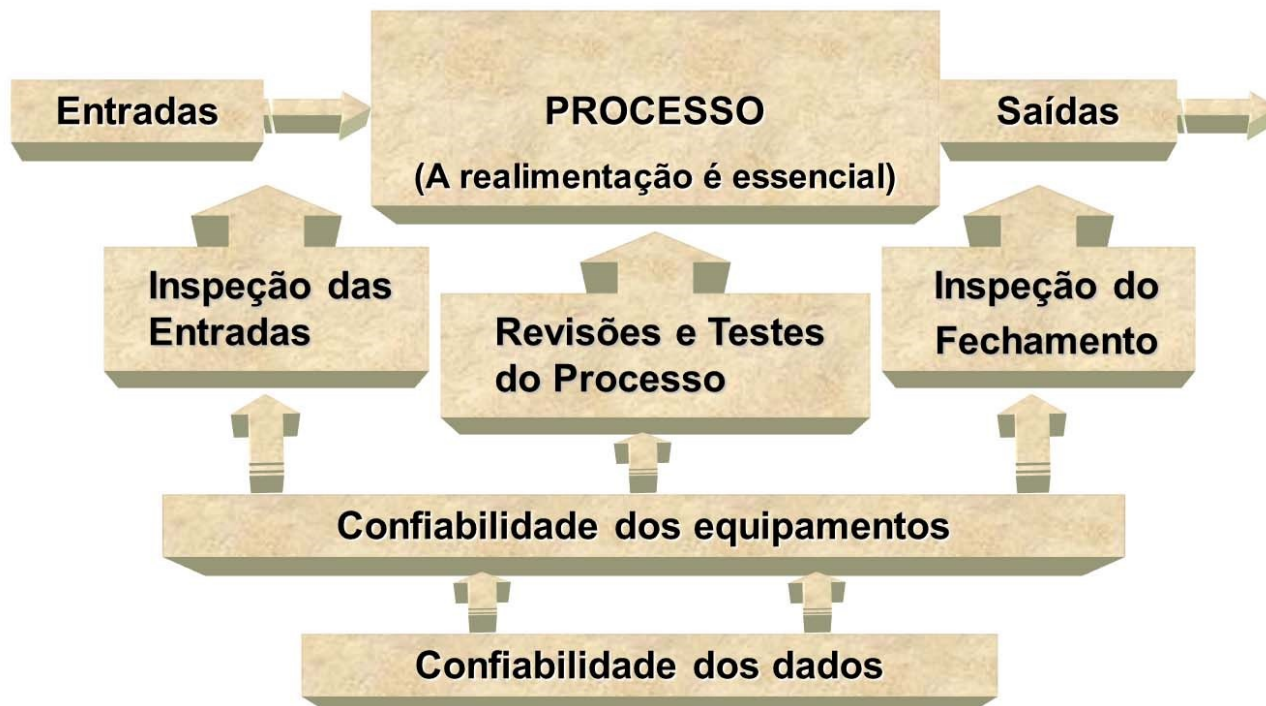 Entradas
PROCESSO
(A realimentação é essencial)
Saídas
Inspeção das
Entradas
Revisões e Testes
do Processo
Inspeção do
Fechamento
Confiabilidade dos equipamentos
Confiabilidade dos dados